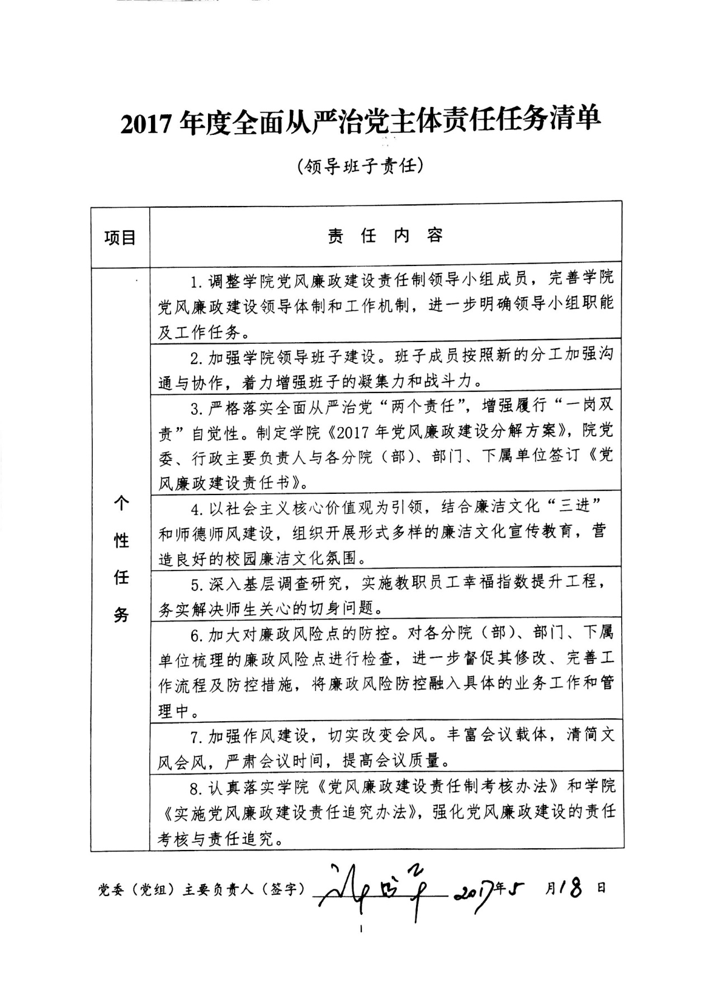 2017 年度全面从严治党主体责任任务清单
(领导班子责任)
项目
责 任 内 容
个
性
任
务
1.调整学院党风廉政建设责任制领导小组成员，完善学院
党风廉政建设领导体制和工作机制，进一步明确领导小组职能
及工作任务。
2.加强学院领导班子建设。班子成员按照新的分工加强沟
通与协作，着力增强班子的凝集力和战斗力。
3.严格落实全面从严治党“两个责任”，增强履行“一岗双
责”自觉性。制定学院《2017 年党风廉政建设分解方案》，院党
委、行政主要负责人与各分院（部）、部门、下属单位签订《党
风廉政建设责任书》。
4.以社会主义核心价值观为引领，结合廉洁文化“三进”
和师德师风建设，组织开展形式多样的廉洁文化宣传教育，营
造良好的校园廉洁文化氛围。
5.深入基层调查研究，实施教职员工幸福指数提升工程，
务实解决师生关心的切身问题。
6.加大对廉政风险点的防控。对各分院（部）、部门、下属
单位梳理的廉政风险点进行检查，进一步督促其修改、完善工
作流程及防控措施，将廉政风险防控融入具体的业务工作和管
理中。
7.加强作风建设，切实改变会风。丰富会议载体，清简文
风会风，严肃会议时间，提高会议质量。
8.认真落实学院《党风廉政建设责任制考核办法》和学院
《实施党风廉政建设责任追究办法》，强化党风廉政建设的责任
考核与责任追究。
党委（党组）主要负责人（签字） 2017年5 月18 日
1